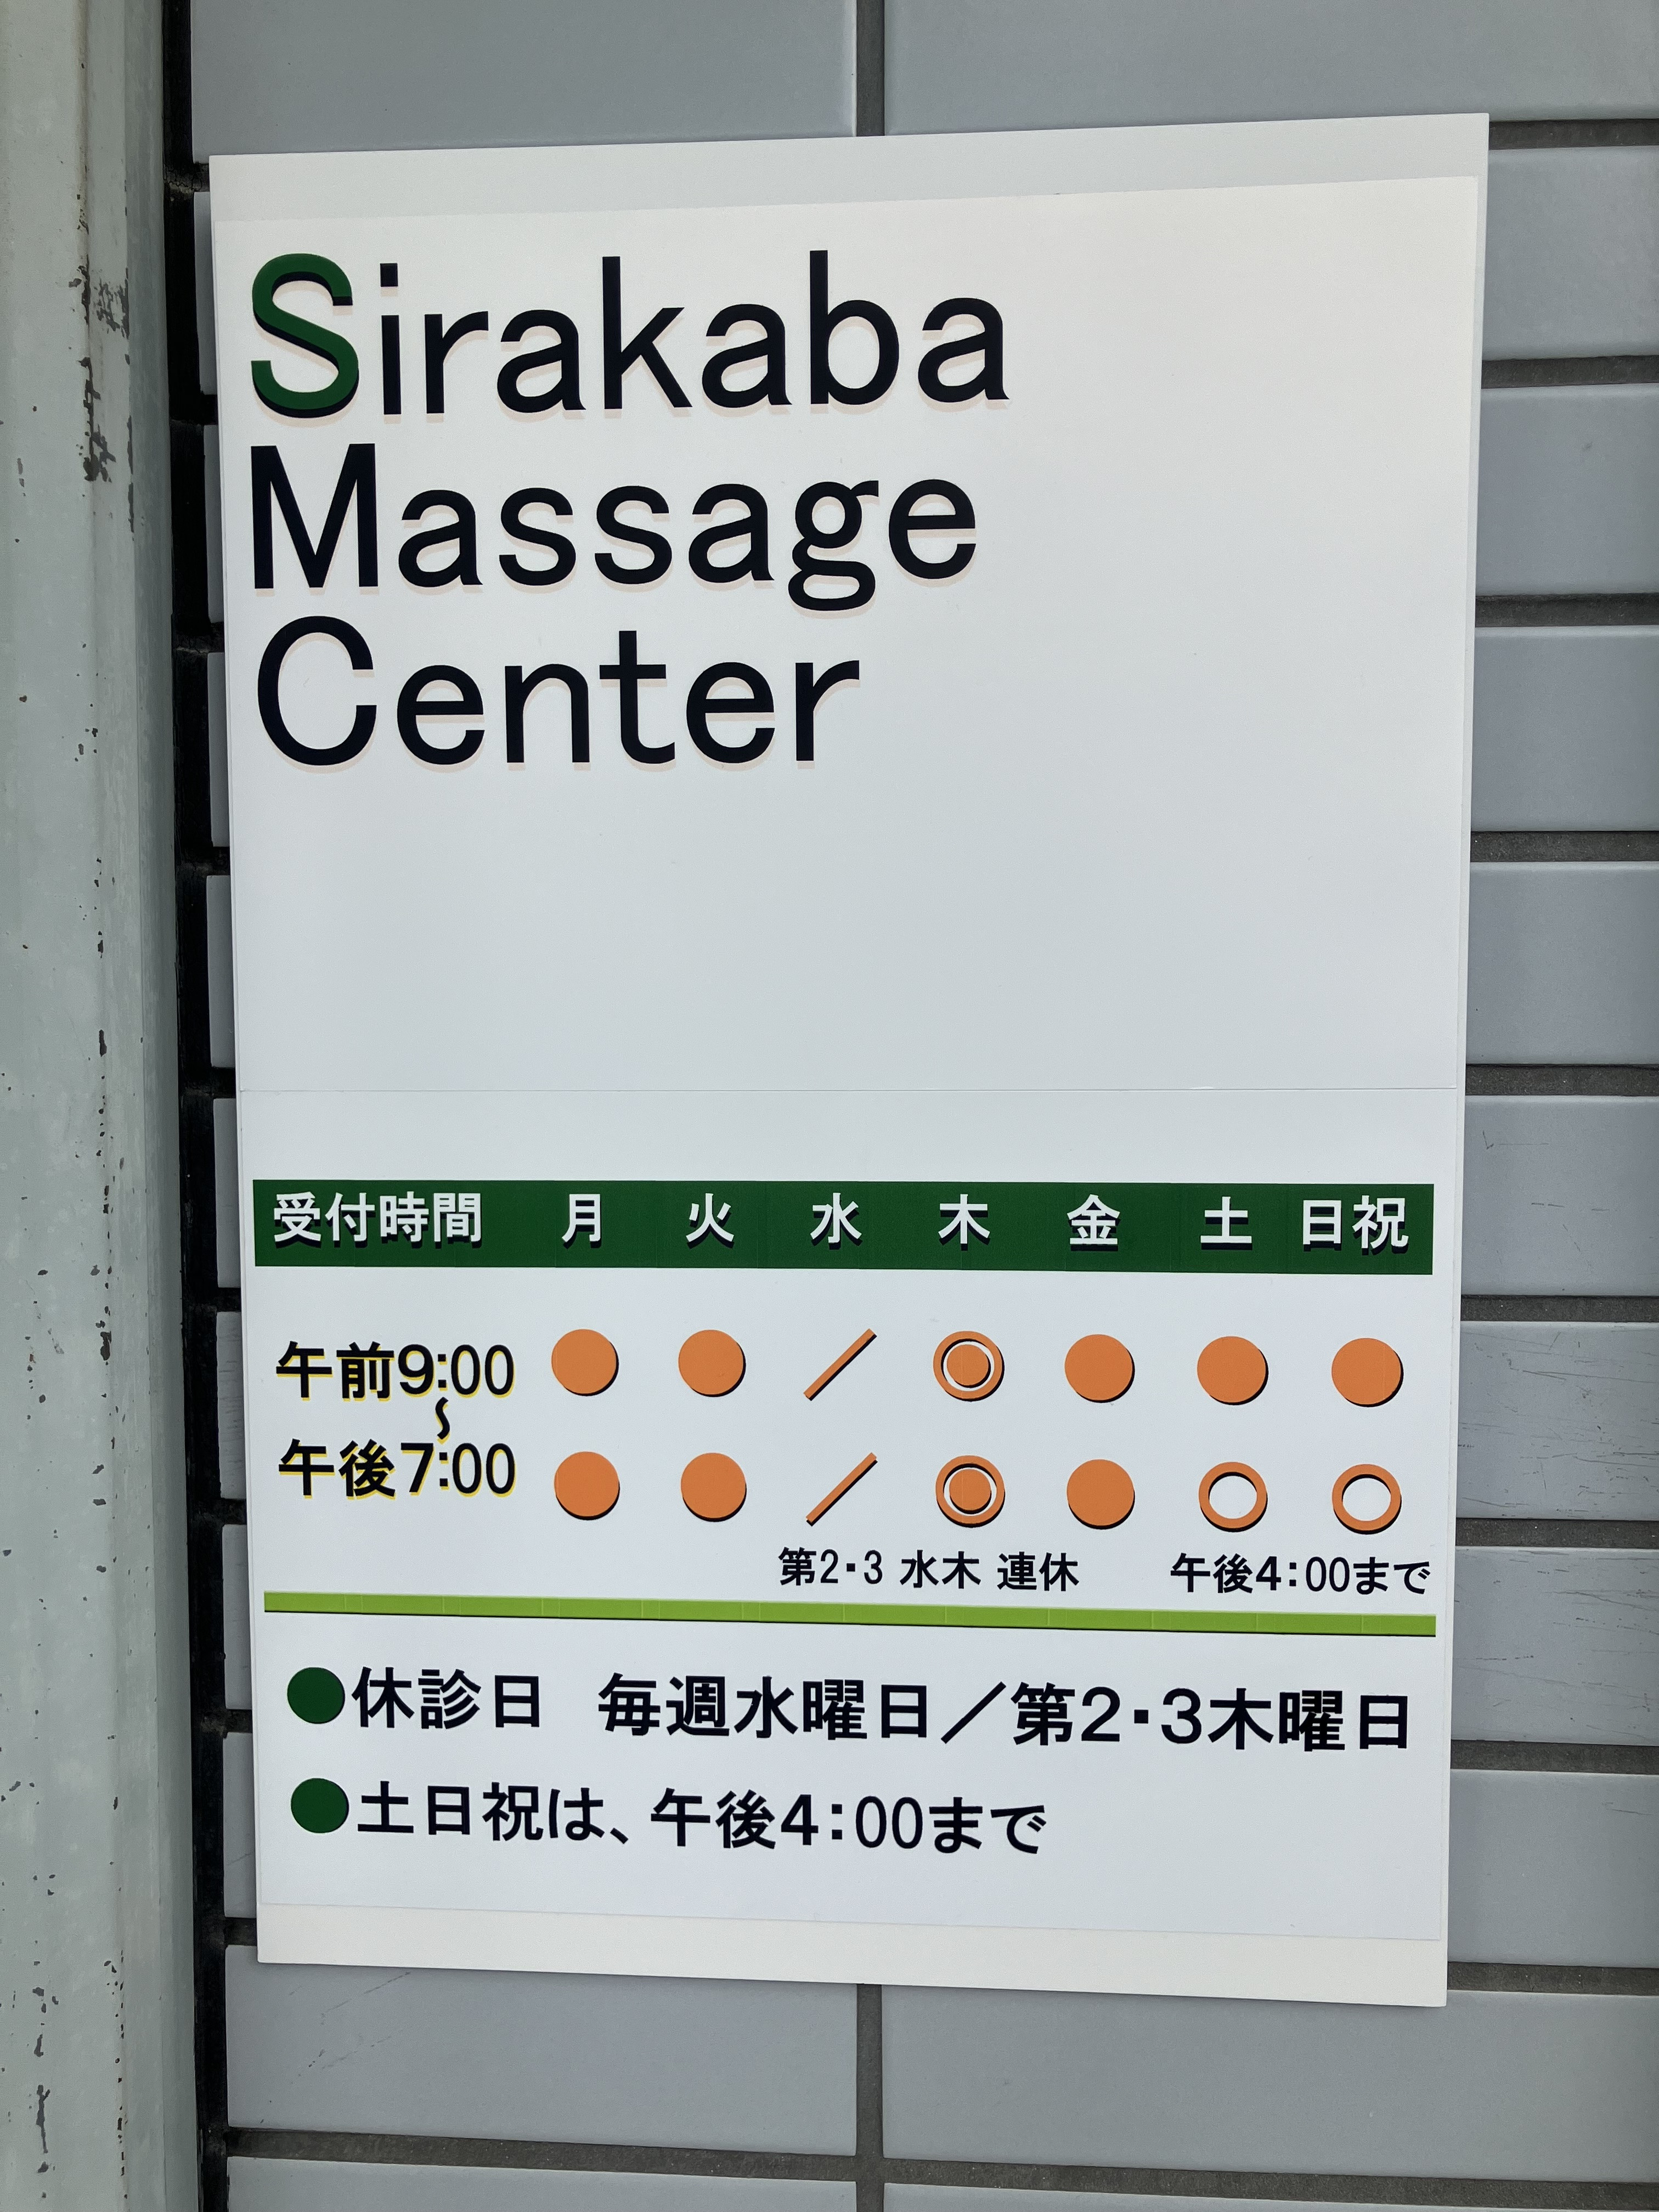 Sirakaba
Massage
Center
受付時間 月 火 水 木 金 土 日祝
午前9:00 ● ● ／ ◎ ● ● ●
〜
午後7:00 ● ● ／ ◎ ● ○ ○
第2・3 水木 連休 午後4:00まで
●休診日 毎週水曜日／第2・3木曜日
●土日祝は、午後4:00まで